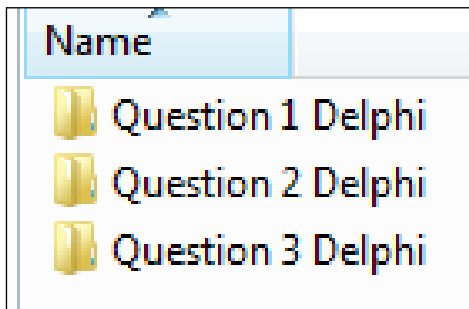 Name
Question 1 Delphi
Question 2 Delphi
Question 3 Delphi